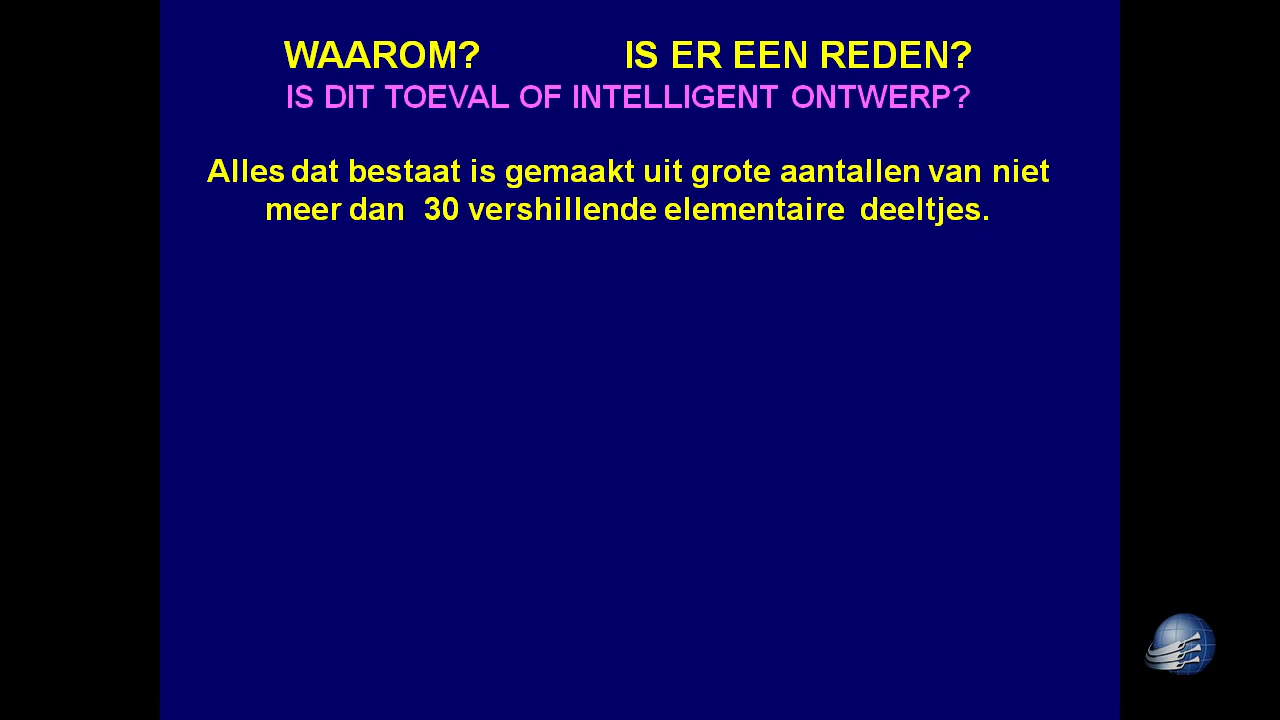 WAAROM? IS ER EEN REDEN?
IS DIT TOEVAL OF INTELLIGENT ONTWERP?
Alles dat bestaat is gemaakt uit grote aantallen van niet
meer dan 30 vershillende elementaire deeltjes.